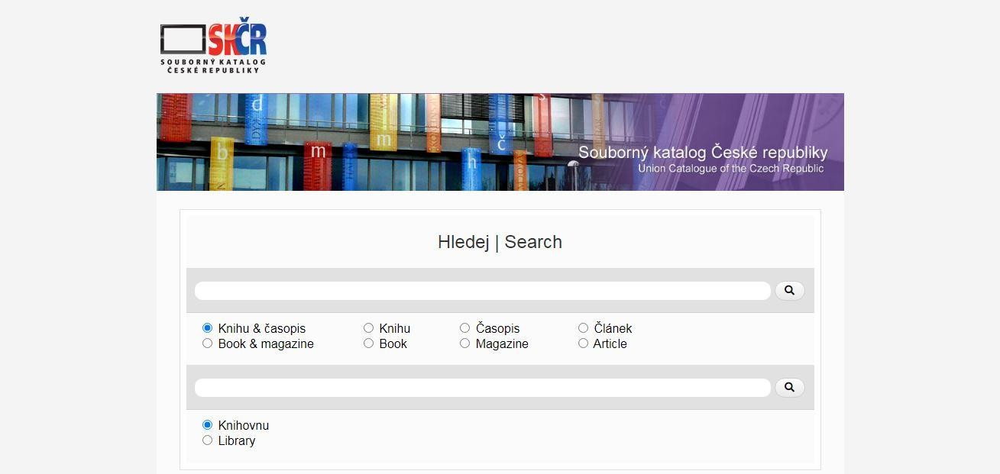 SKČR
SOUBORNÝ KATALOG
ČESKÉ REPUBLIKY
d
m
s
č
b
m
h
Souborný katalog České republiky
Union Catalogue of the Czech Republic
Hledej | Search
Knihu & časopis Knihu Časopis Článek
Book & magazine Book Magazine Article
Knihovnu
Library